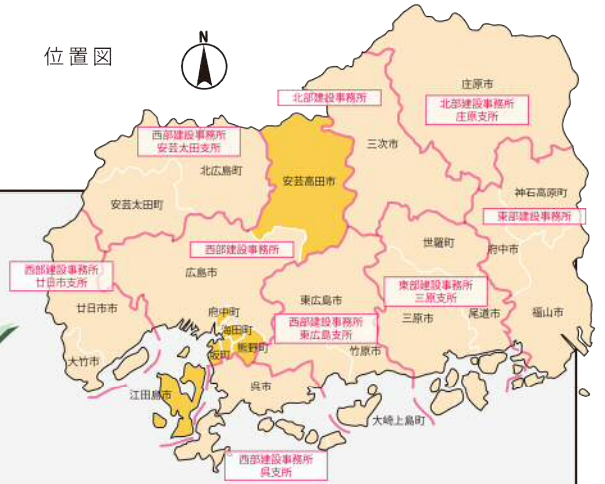 位置図
N
庄原市
北部建設事務所
北部建設事務所
庄原支所
西部建設事務所
安芸太田支所
三次市
北広島町
安芸高田市
神石高原町
安芸太田町
東部建設事務所
世羅町
府中市
西部建設事務所
西部建設事務所
廿日市支所
広島市
東部建設事務所
三原支所
東広島市
廿日市市
府中町
西部建設事務所
東広島支所
三原市
尾道市
福山市
海田町
坂町
熊野町
竹原市
大竹市
江田島市
呉市
大崎上島町
西部建設事務所
呉支所